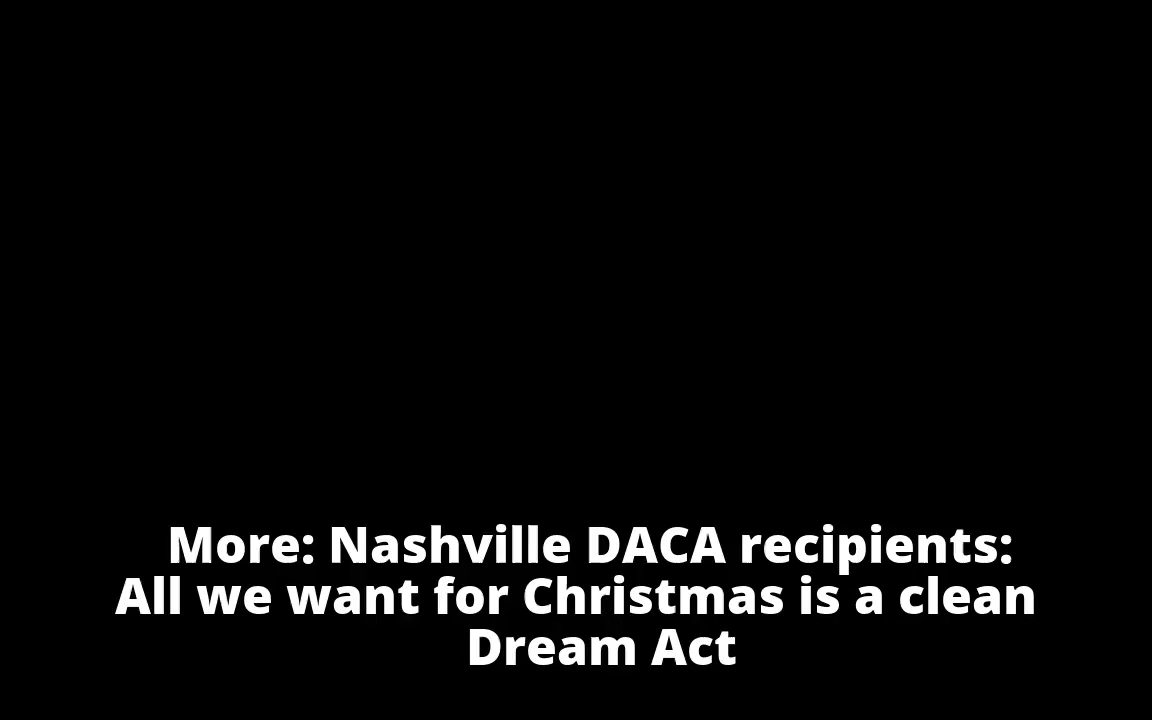 More: Nashville DACA recipients:
All we want for Christmas is a clean
Dream Act